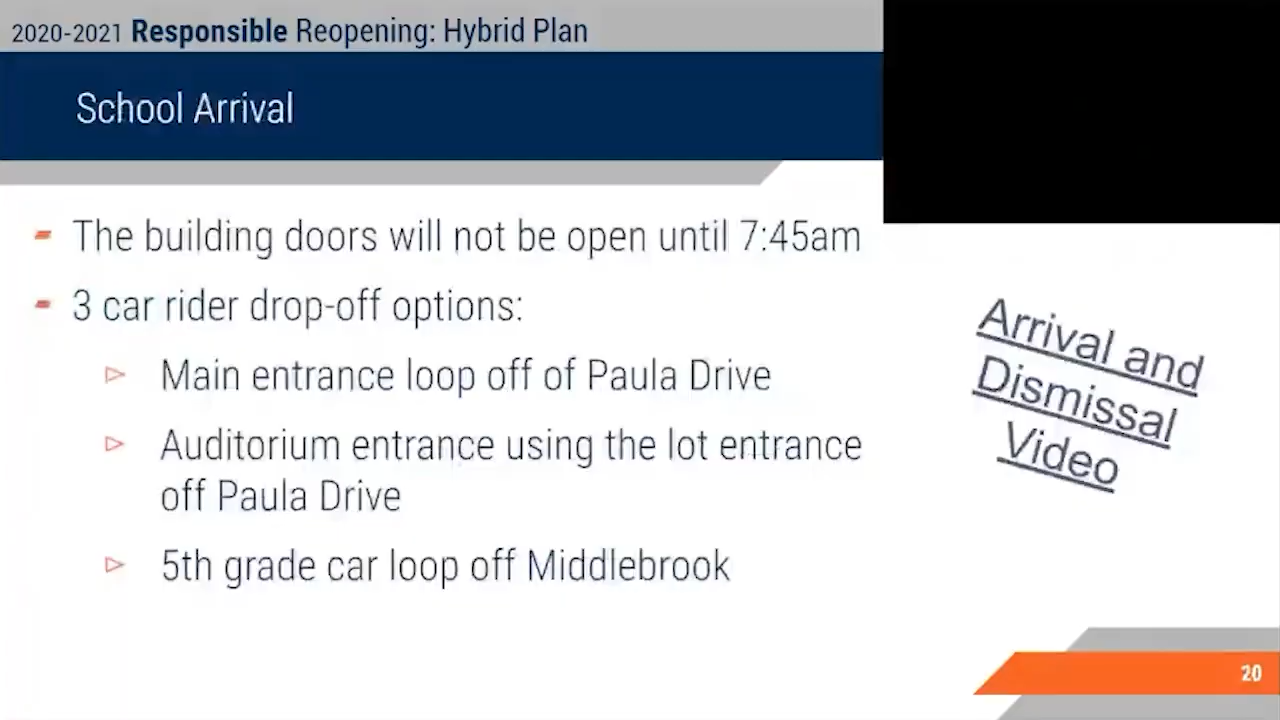 2020-2021 Responsible Reopening: Hybrid Plan
School Arrival
The building doors will not be open until 7:45am
3 car rider drop-off options:
Main entrance loop off of Paula Drive
Auditorium entrance using the lot entrance
off Paula Drive
5th grade car loop off Middlebrook
Arrival and
Dismissal
Video
20